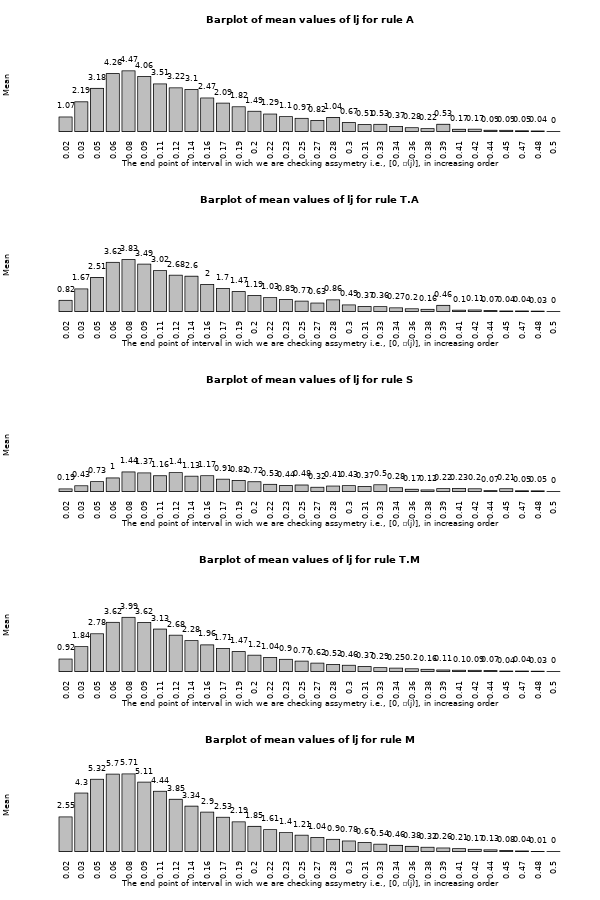 Barplot of mean values of lj for rule A
Mean
1.07 2.19 3.18 4.26 4.47 4.06 3.51 3.22 3.1 2.47 2.09 1.82 1.49 1.29 1.1 0.97 0.82 1.04 0.67 0.51 0.53 0.37 0.28 0.22 0.53 0.17 0.17 0.09 0.09 0.05 0.04 0
0.02 0.03 0.05 0.06 0.08 0.09 0.11 0.12 0.14 0.16 0.17 0.19 0.2 0.22 0.23 0.25 0.27 0.28 0.3 0.31 0.33 0.34 0.36 0.38 0.39 0.41 0.42 0.44 0.45 0.47 0.48 0.5
The end point of interval in wich we are checking assymetry i.e., [0, □(j)], in increasing order
Barplot of mean values of lj for rule T.A
Mean
0.82 1.67 2.51 3.62 3.83 3.49 3.02 2.68 2.6 2 1.7 1.47 1.19 1.03 0.89 0.77 0.63 0.86 0.49 0.37 0.36 0.27 0.2 0.16 0.46 0.1 0.11 0.07 0.04 0.04 0.03 0
0.02 0.03 0.05 0.06 0.08 0.09 0.11 0.12 0.14 0.16 0.17 0.19 0.2 0.22 0.23 0.25 0.27 0.28 0.3 0.31 0.33 0.34 0.36 0.38 0.39 0.41 0.42 0.44 0.45 0.47 0.48 0.5
The end point of interval in wich we are checking assymetry i.e., [0, □(j)], in increasing order
Barplot of mean values of lj for rule S
Mean
0.19 0.43 0.73 1 1.44 1.37 1.16 1.4 1.13 1.17 0.91 0.82 0.72 0.53 0.44 0.48 0.32 0.41 0.43 0.37 0.5 0.28 0.17 0.12 0.22 0.23 0.2 0.07 0.21 0.05 0.05 0
0.02 0.03 0.05 0.06 0.08 0.09 0.11 0.12 0.14 0.16 0.17 0.19 0.2 0.22 0.23 0.25 0.27 0.28 0.3 0.31 0.33 0.34 0.36 0.38 0.39 0.41 0.42 0.44 0.45 0.47 0.48 0.5
The end point of interval in wich we are checking assymetry i.e., [0, □(j)], in increasing order
Barplot of mean values of lj for rule T.M
Mean
0.92 1.84 2.78 3.62 3.99 3.62 3.13 2.68 2.28 1.96 1.71 1.47 1.2 1.04 0.9 0.77 0.62 0.52 0.46 0.37 0.29 0.25 0.2 0.16 0.11 0.1 0.09 0.07 0.04 0.04 0.03 0
0.02 0.03 0.05 0.06 0.08 0.09 0.11 0.12 0.14 0.16 0.17 0.19 0.2 0.22 0.23 0.25 0.27 0.28 0.3 0.31 0.33 0.34 0.36 0.38 0.39 0.41 0.42 0.44 0.45 0.47 0.48 0.5
The end point of interval in wich we are checking assymetry i.e., [0, □(j)], in increasing order
Barplot of mean values of lj for rule M
Mean
2.55 4.3 5.32 5.7 5.71 5.11 4.44 3.85 3.34 2.9 2.53 2.19 1.85 1.61 1.4 1.21 1.04 0.9 0.78 0.67 0.54 0.46 0.38 0.32 0.26 0.21 0.17 0.13 0.08 0.04 0.01 0
0.02 0.03 0.05 0.06 0.08 0.09 0.11 0.12 0.14 0.16 0.17 0.19 0.2 0.22 0.23 0.25 0.27 0.28 0.3 0.31 0.33 0.34 0.36 0.38 0.39 0.41 0.42 0.44 0.45 0.47 0.48 0.5
The end point of interval in wich we are checking assymetry i.e., [0, □(j)], in increasing order